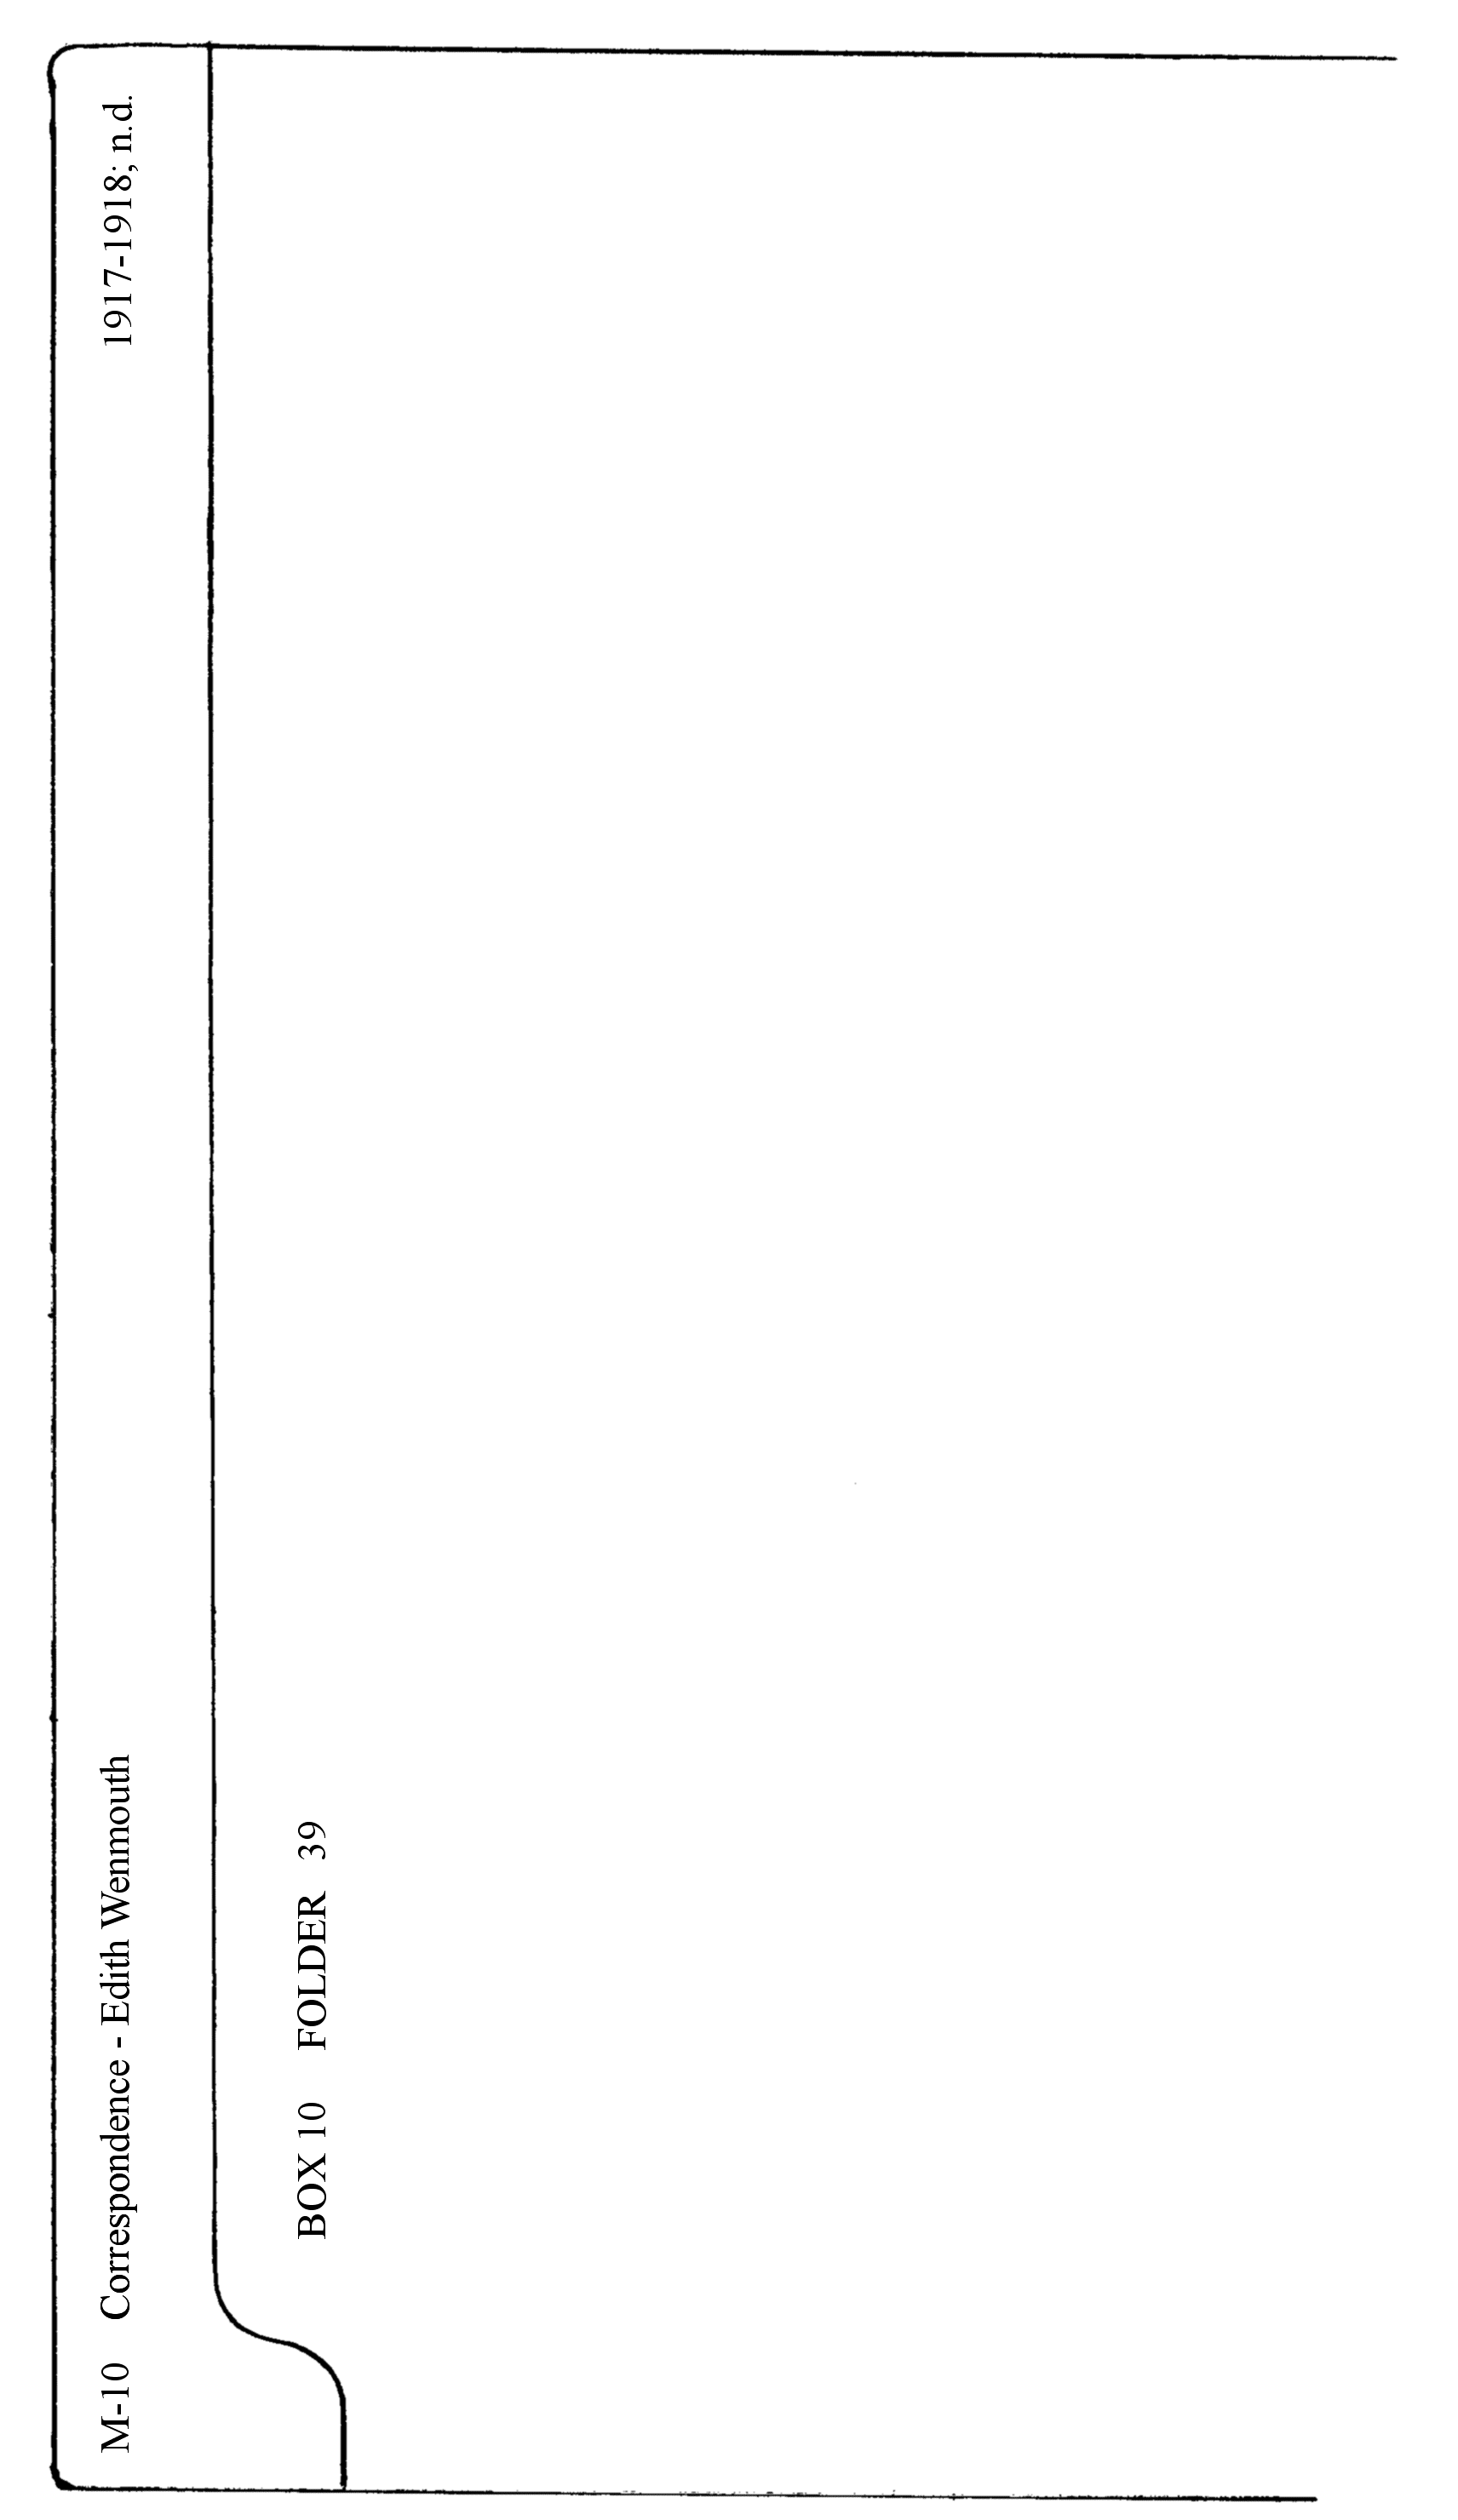 M-10 Correspondence - Edith Wenmouth 1917-1918; n.d.
BOX 10 FOLDER 39